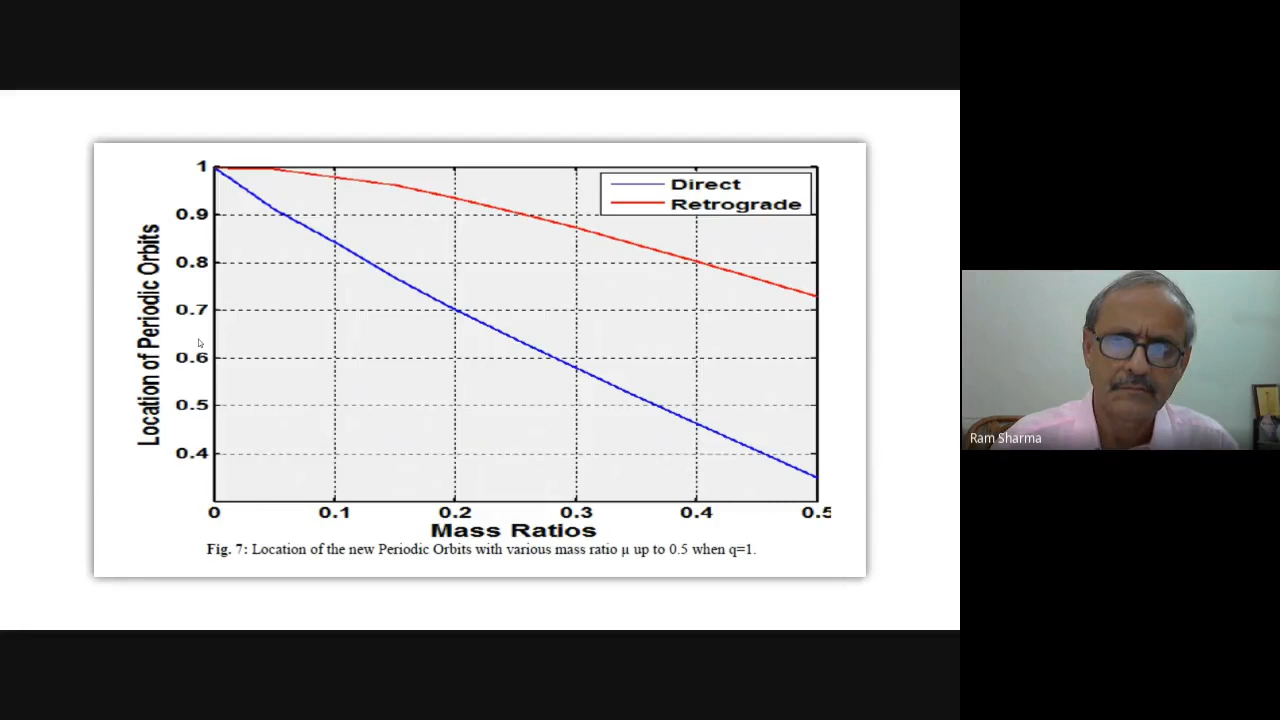 1
0.9
0.8
0.7
0.6
0.5
0.4
Location of Periodic Orbits
Direct
Retrograde
0 0.1 0.2 0.3 0.4 0.5
Mass Ratios
Fig. 7: Location of the new Periodic Orbits with various mass ratio μ up to 0.5 when q=1.
Ram Sharma